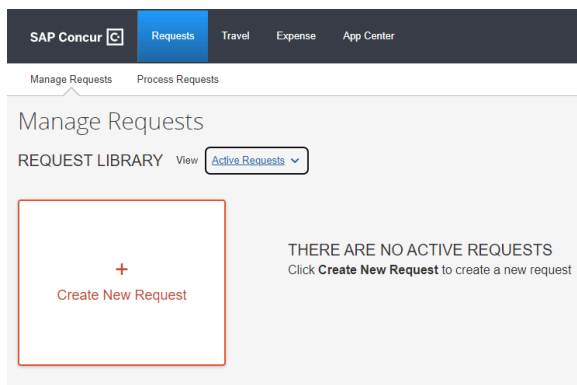 SAP Concur C Requests Travel Expense App Center
Manage Requests Process Requests
Manage Requests
REQUEST LIBRARY View Active Requests
THERE ARE NO ACTIVE REQUESTS
Click Create New Request to create a new request
+
Create New Request